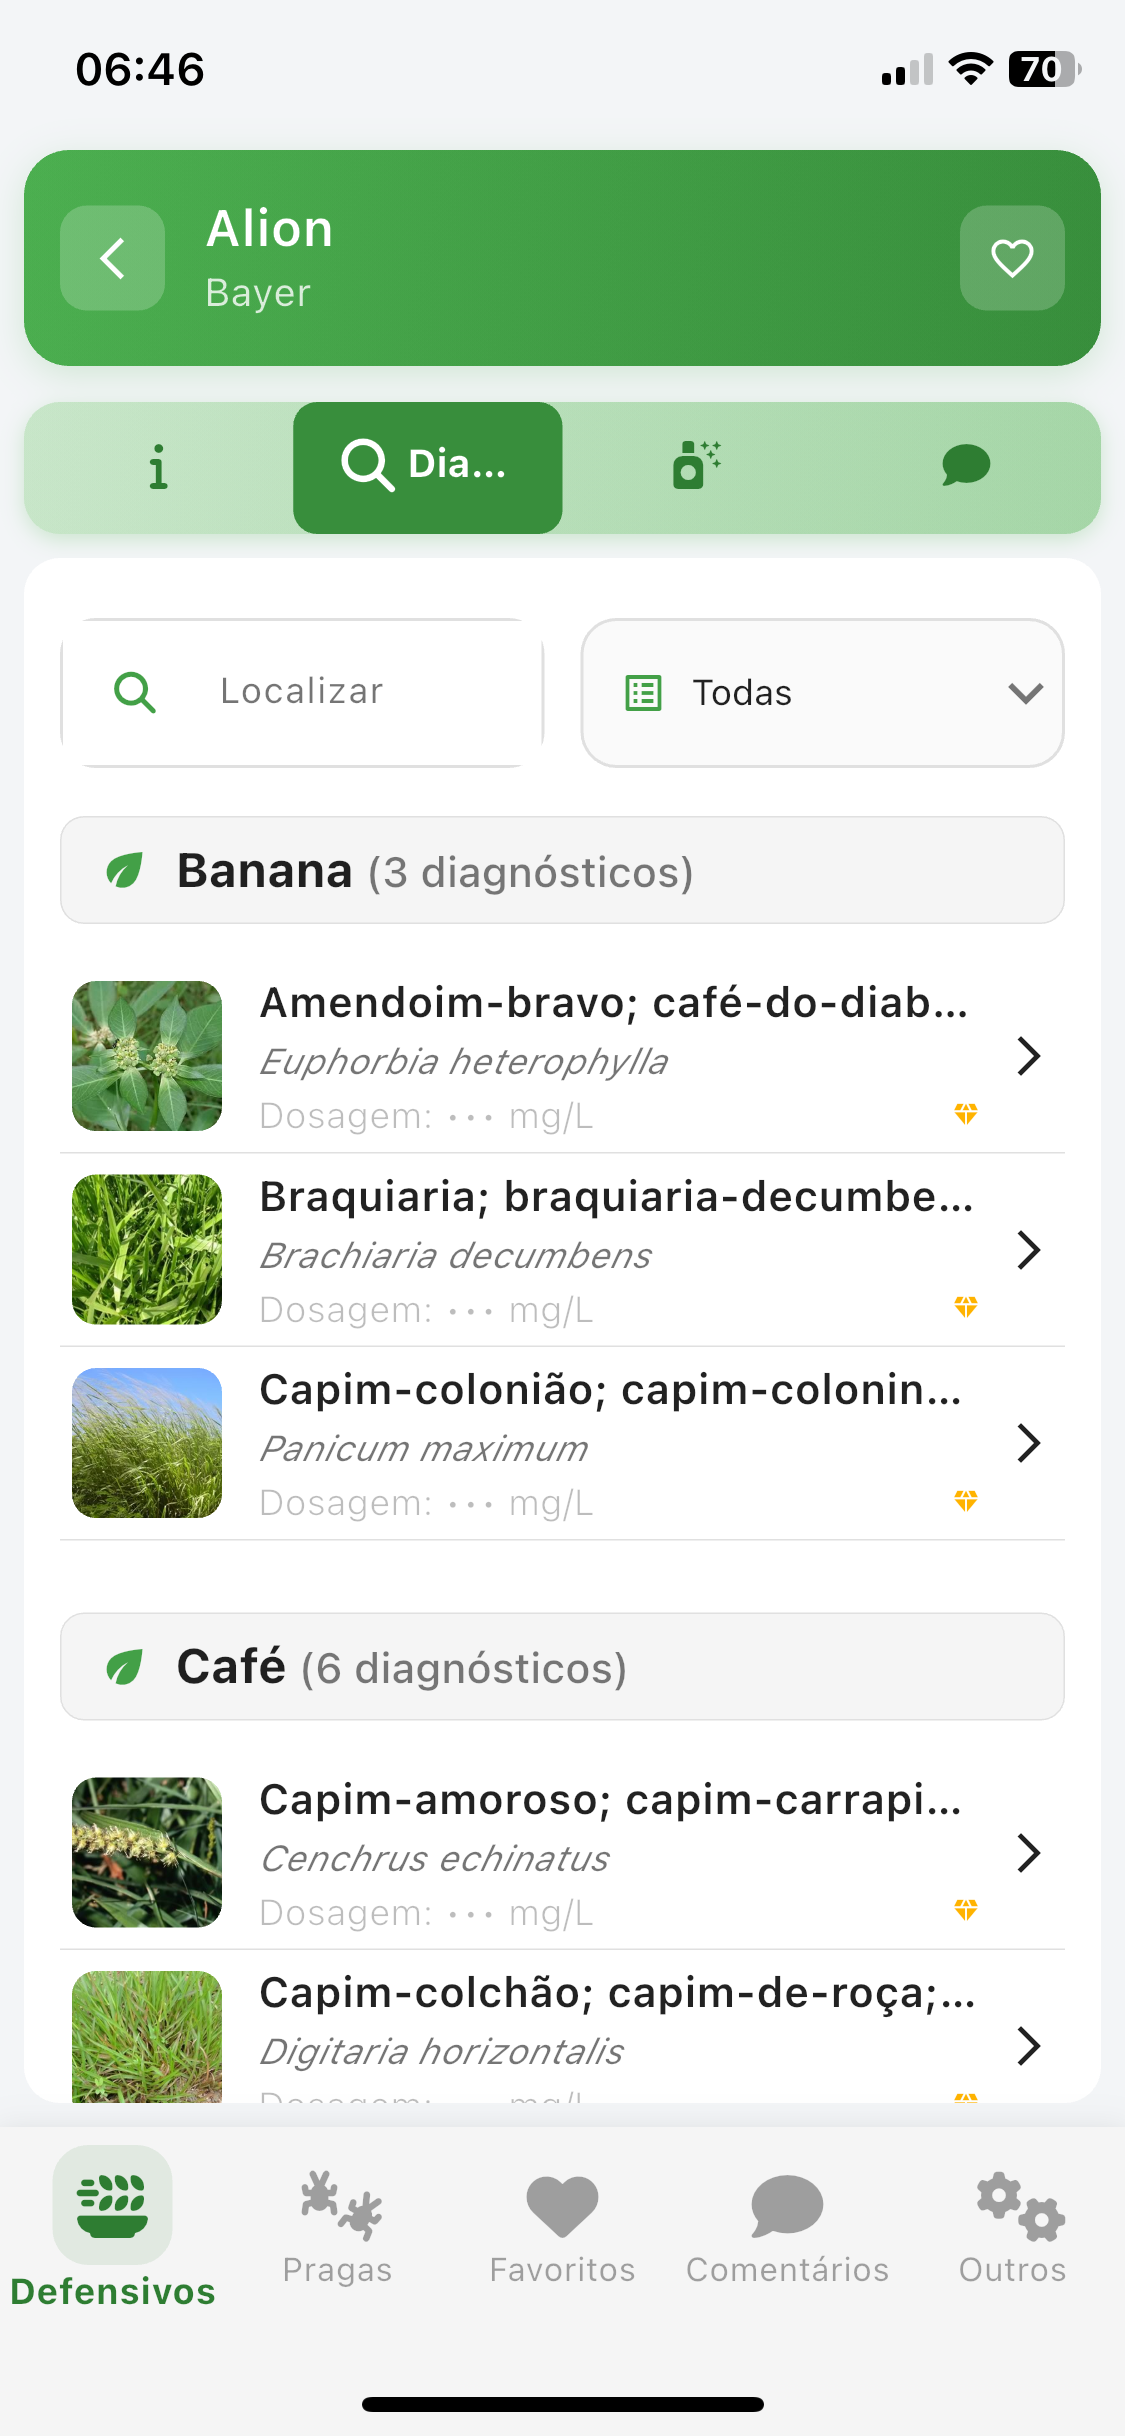 06:46
70
Alion
Bayer
Dia...
Localizar
Todas
Banana (3 diagnósticos)
Amendoim-bravo; café-do-diab...
Euphorbia heterophylla
Dosagem: ••• mg/L
Braquiaria; braquiaria-decumbe...
Brachiaria decumbens
Dosagem: ••• mg/L
Capim-colonião; capim-colonin...
Panicum maximum
Dosagem: ••• mg/L
Café (6 diagnósticos)
Capim-amoroso; capim-carrapi...
Cenchrus echinatus
Dosagem: ••• mg/L
Capim-colchão; capim-de-roça;...
Digitaria horizontalis
Dosagem: ••• mg/L
Defensivos
Pragas
Favoritos
Comentários
Outros